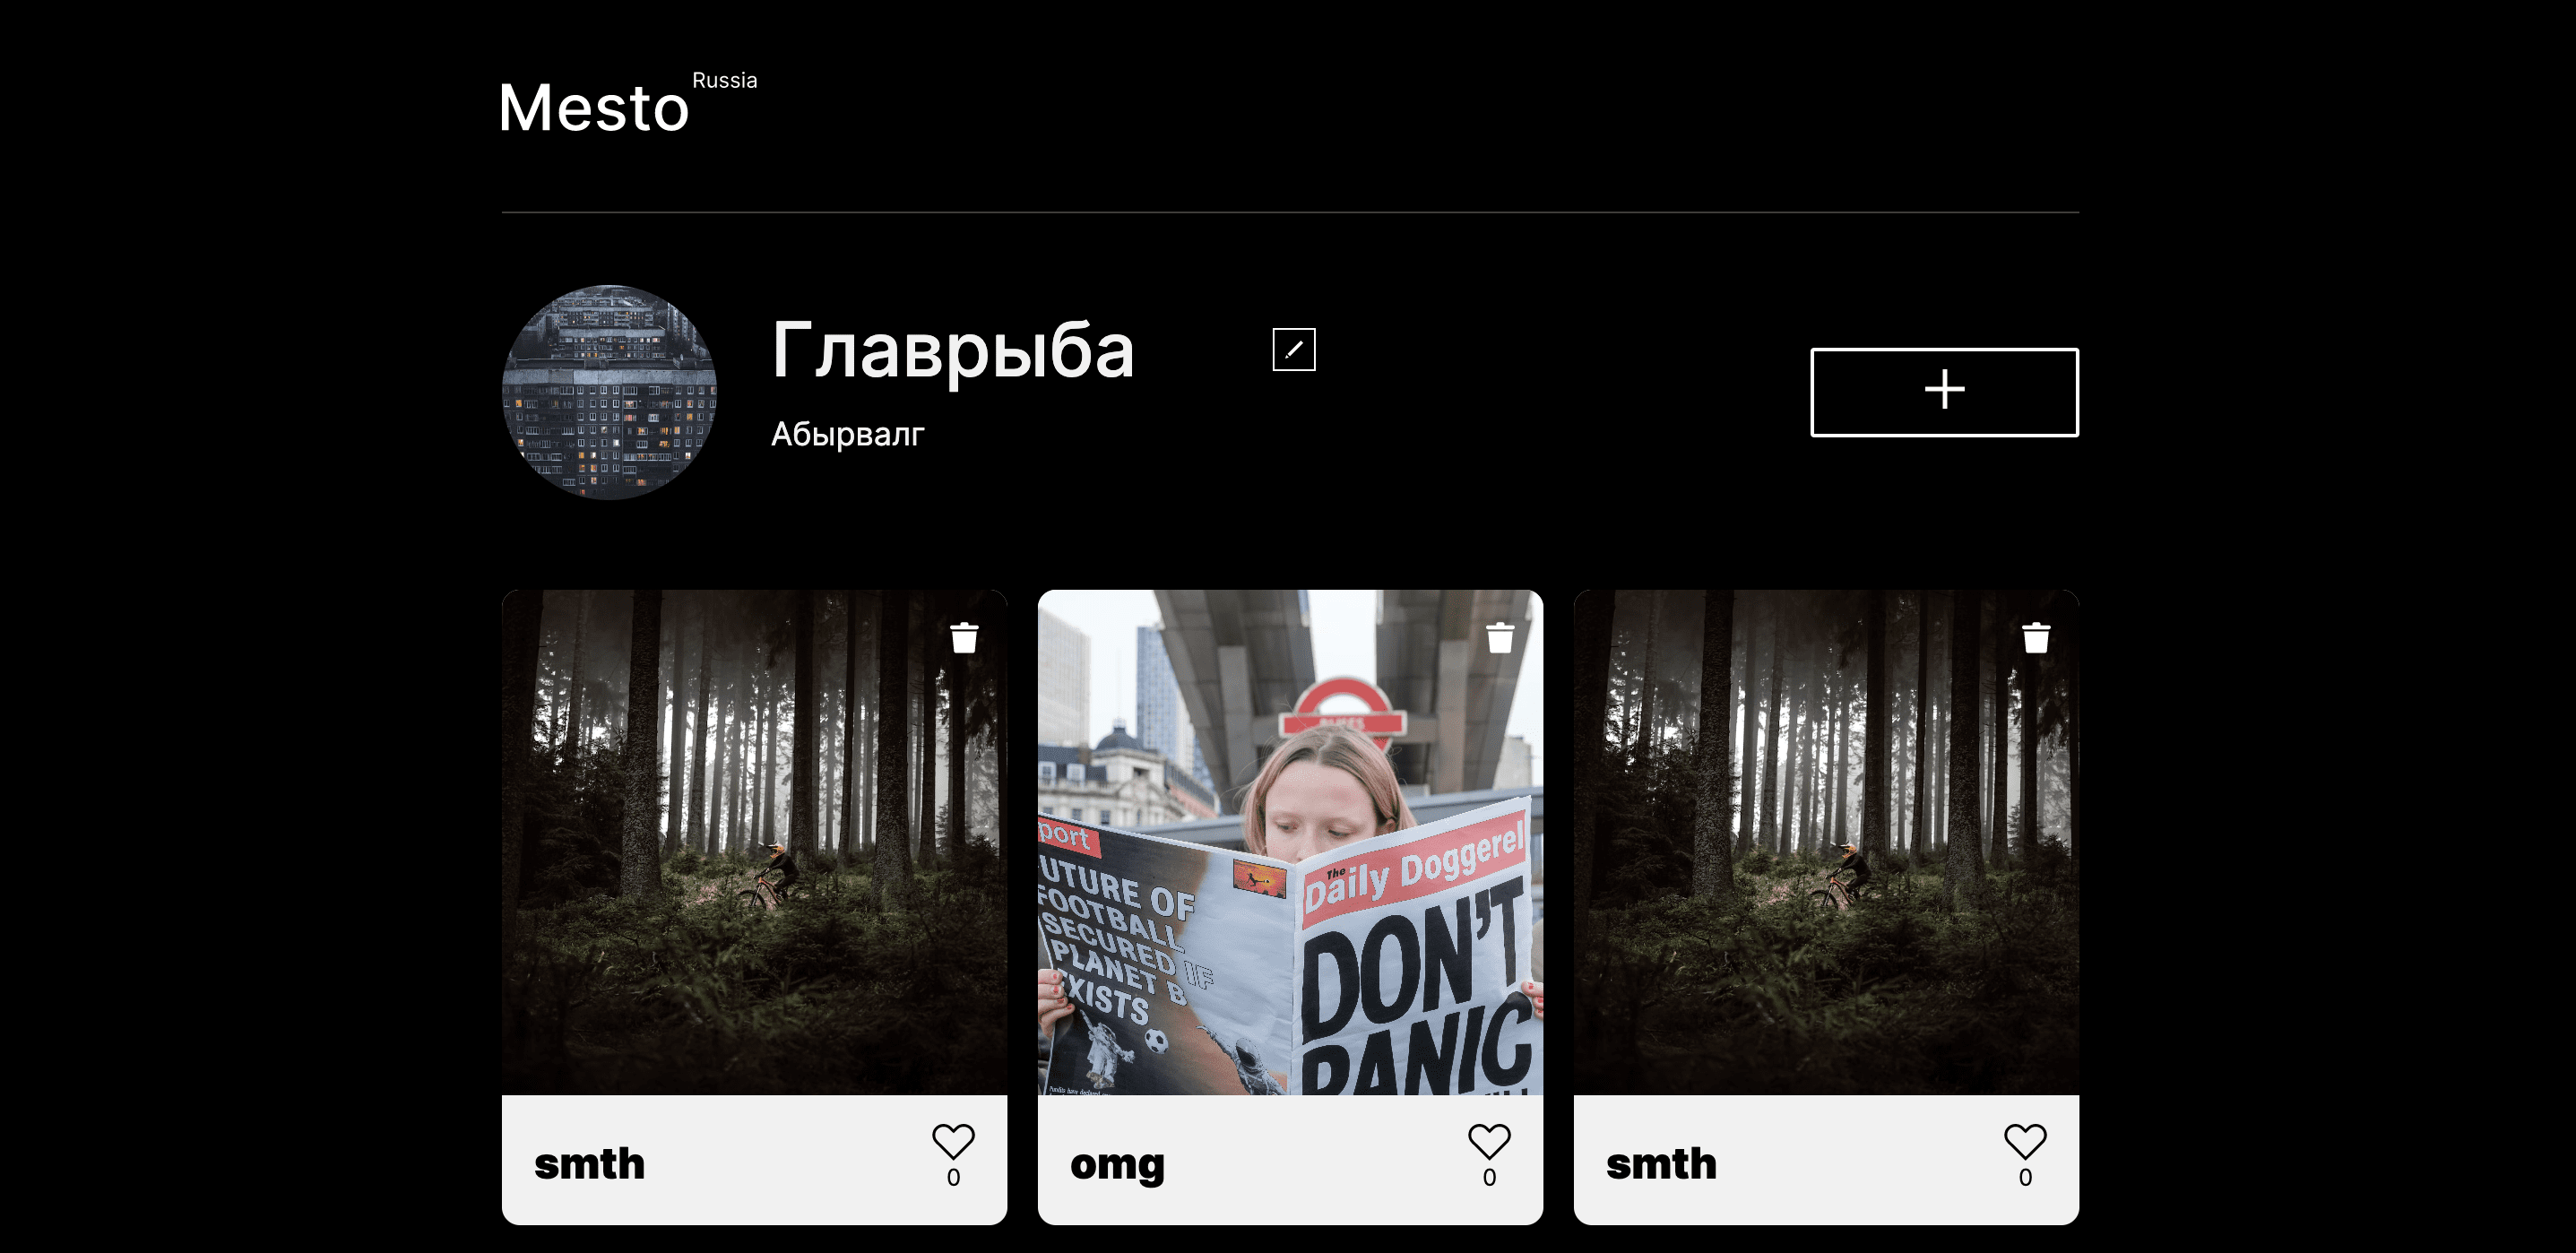 Mesto Russia
Главрыба
Абырвалг
port
UTURE OF
FOOTBALL
SECURED IF
PLANET B
EXISTS
The
Daily Doggerel
DON'T
PANIC
smth
0
omg
0
smth
0